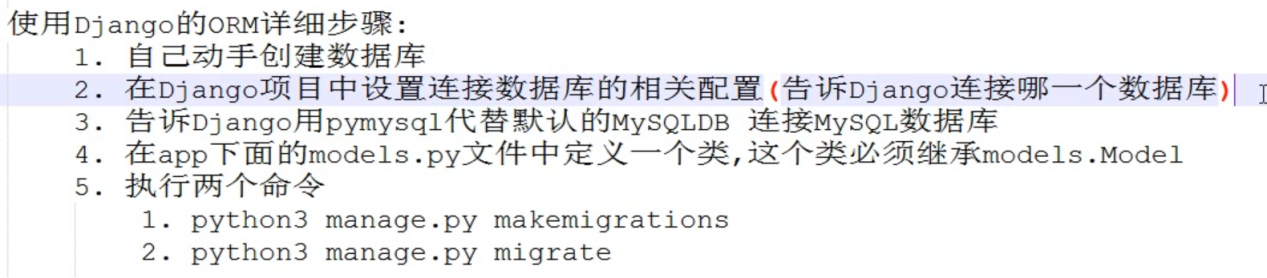 使用Django的ORM详细步骤:
1. 自己动手创建数据库
2. 在Django项目中设置连接数据库的相关配置(告诉Django连接哪一个数据库)
3. 告诉Django用pymysql代替默认的MySQLDB 连接MySQL数据库
4. 在app下面的models.py文件中定义一个类,这个类必须继承models.Model
5. 执行两个命令
1. python3 manage.py makemigrations
2. python3 manage.py migrate